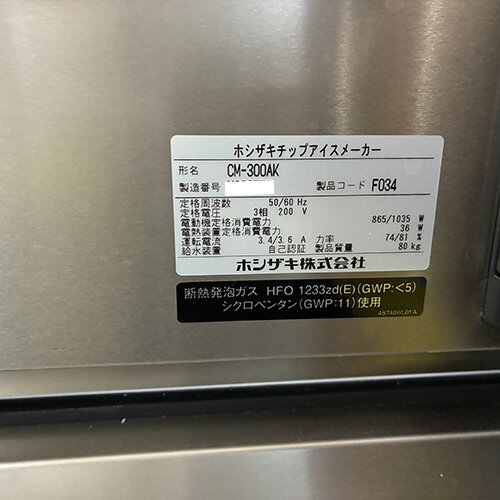 ホシザキチップアイスメーカー
形名 CM-300AK
製造番号 製品コード F034
定格周波数 50/60 Hz
定格電圧 3相 200 V
電動機定格消費電力 865/1035 W
電熱装置定格消費電力 36 W
運転電流 3.4/3.6 A 力率 74/81 %
給水装置 自己認証 製品質量 80 kg
ホシザキ株式会社
断熱発泡ガス HFO 1233zd(E)(GWP:<5)
シクロペンタン(GWP:11)使用
487486L01A